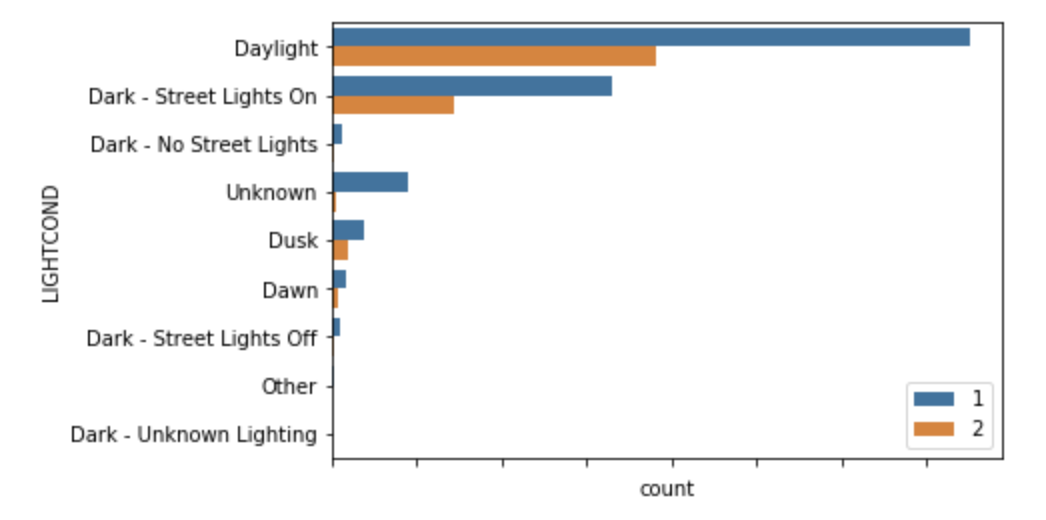 LIGHTCOND
Daylight
Dark - Street Lights On
Dark - No Street Lights
Unknown
Dusk
Dawn
Dark - Street Lights Off
Other
Dark - Unknown Lighting
1
2
count